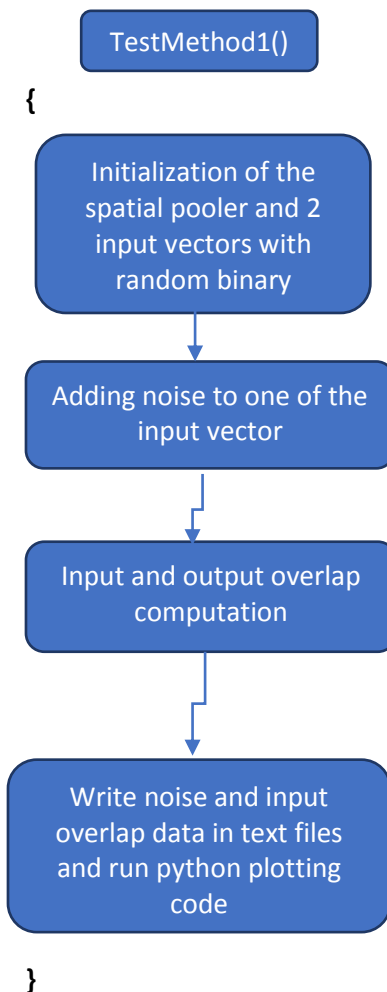 TestMethod1()
{
Initialization of the
spatial pooler and 2
input vectors with
random binary
Adding noise to one of the
input vector
Input and output overlap
computation
Write noise and input
overlap data in text files
and run python plotting
code
}